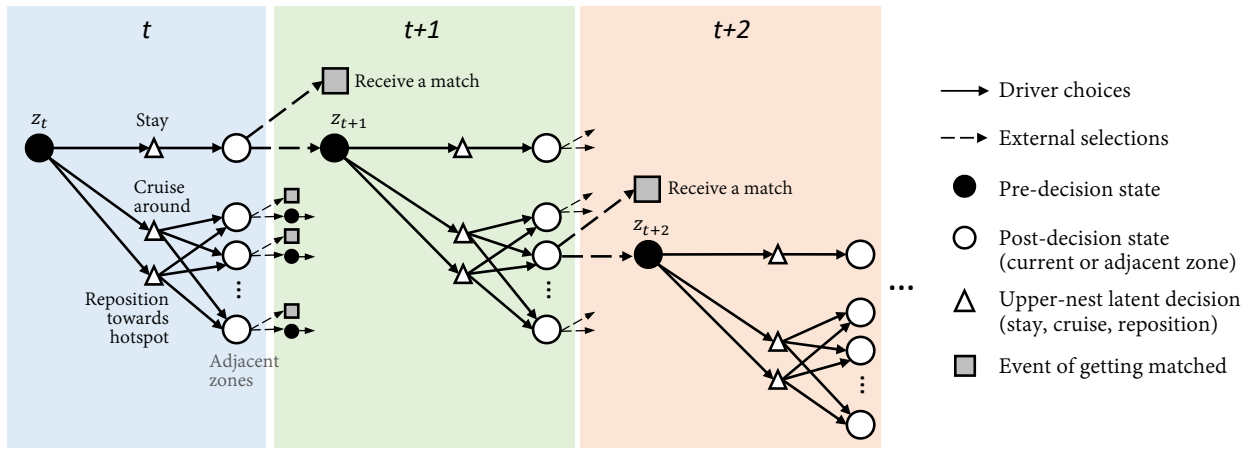 t
t+1
t+2
Receive a match
z_t
Stay
z_{t+1}
Cruise
around
Reposition
towards
hotspot
Adjacent
zones
Receive a match
z_{t+2}
...
Driver choices
External selections
Pre-decision state
Post-decision state
(current or adjacent zone)
Upper-nest latent decision
(stay, cruise, reposition)
Event of getting matched